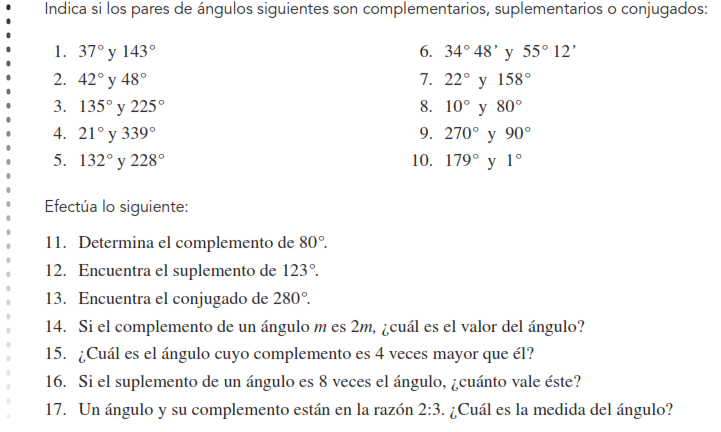 Indica si los pares de ángulos siguientes son complementarios, suplementarios o conjugados:
1. 37° y 143°
2. 42° y 48°
3. 135° y 225°
4. 21° y 339°
5. 132° y 228°
6. 34° 48’ y 55° 12’
7. 22° y 158°
8. 10° y 80°
9. 270° y 90°
10. 179° y 1°
Efectúa lo siguiente:
11. Determina el complemento de 80°.
12. Encuentra el suplemento de 123°.
13. Encuentra el conjugado de 280°.
14. Si el complemento de un ángulo m es 2m, ¿cuál es el valor del ángulo?
15. ¿Cuál es el ángulo cuyo complemento es 4 veces mayor que él?
16. Si el suplemento de un ángulo es 8 veces el ángulo, ¿cuánto vale éste?
17. Un ángulo y su complemento están en la razón 2:3. ¿Cuál es la medida del ángulo?